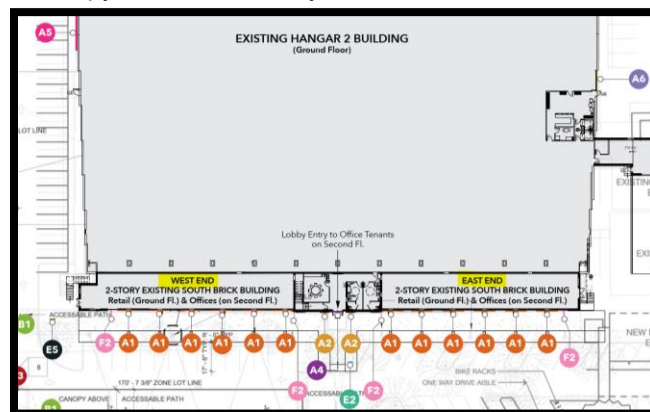 A5
EXISTING HANGAR 2 BUILDING
(Ground Floor)
A6
LOT LINE
Lobby Entry to Office Tenants
on Second Fl.
WEST END
2-STORY EXISTING SOUTH BRICK BUILDING
Retail (Ground Fl.) & Offices (on Second Fl.)
EAST END
2-STORY EXISTING SOUTH BRICK BUILDING
Retail (Ground Fl.) & Offices (on Second Fl.)
B1
ACCESSIBLE PATH
E5
F2
A1
A1
A1
A1
A1
A1
A1
A2
A2
A1
A1
A1
A1
A1
A1
F2
A4
NEW
BIKE RACKS
ONE WAY DRIVE AISLE
8
170' - 7 3/8" ZONE LOT LINE
F2
F2
E2
B1
CANOPY ABOVE
ACCESSIBLE PATH